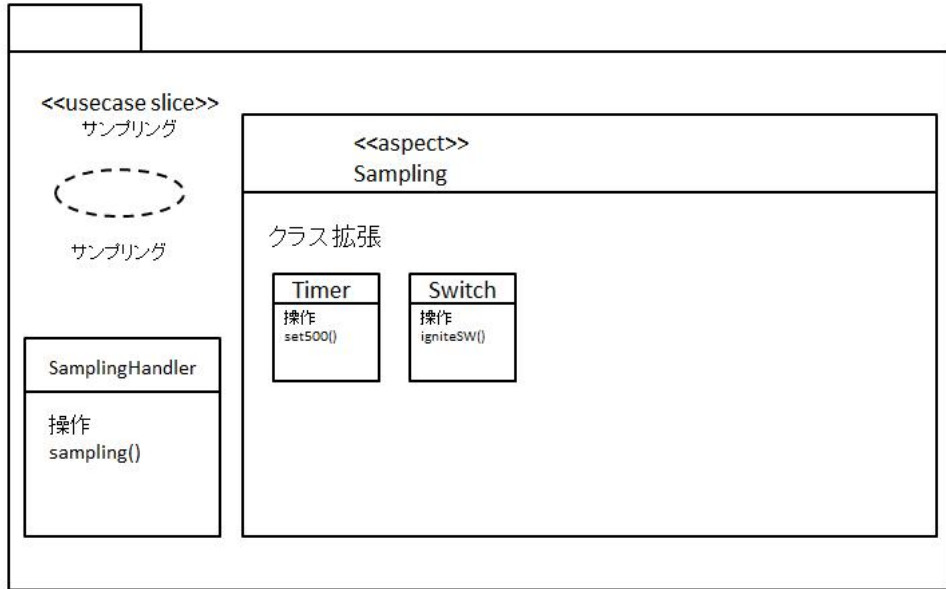 <<usecase slice>>
サンプリング
サンプリング
SamplingHandler
操作
sampling()
<<aspect>>
Sampling
クラス拡張
Timer
操作
set500()
Switch
操作
igniteSW()